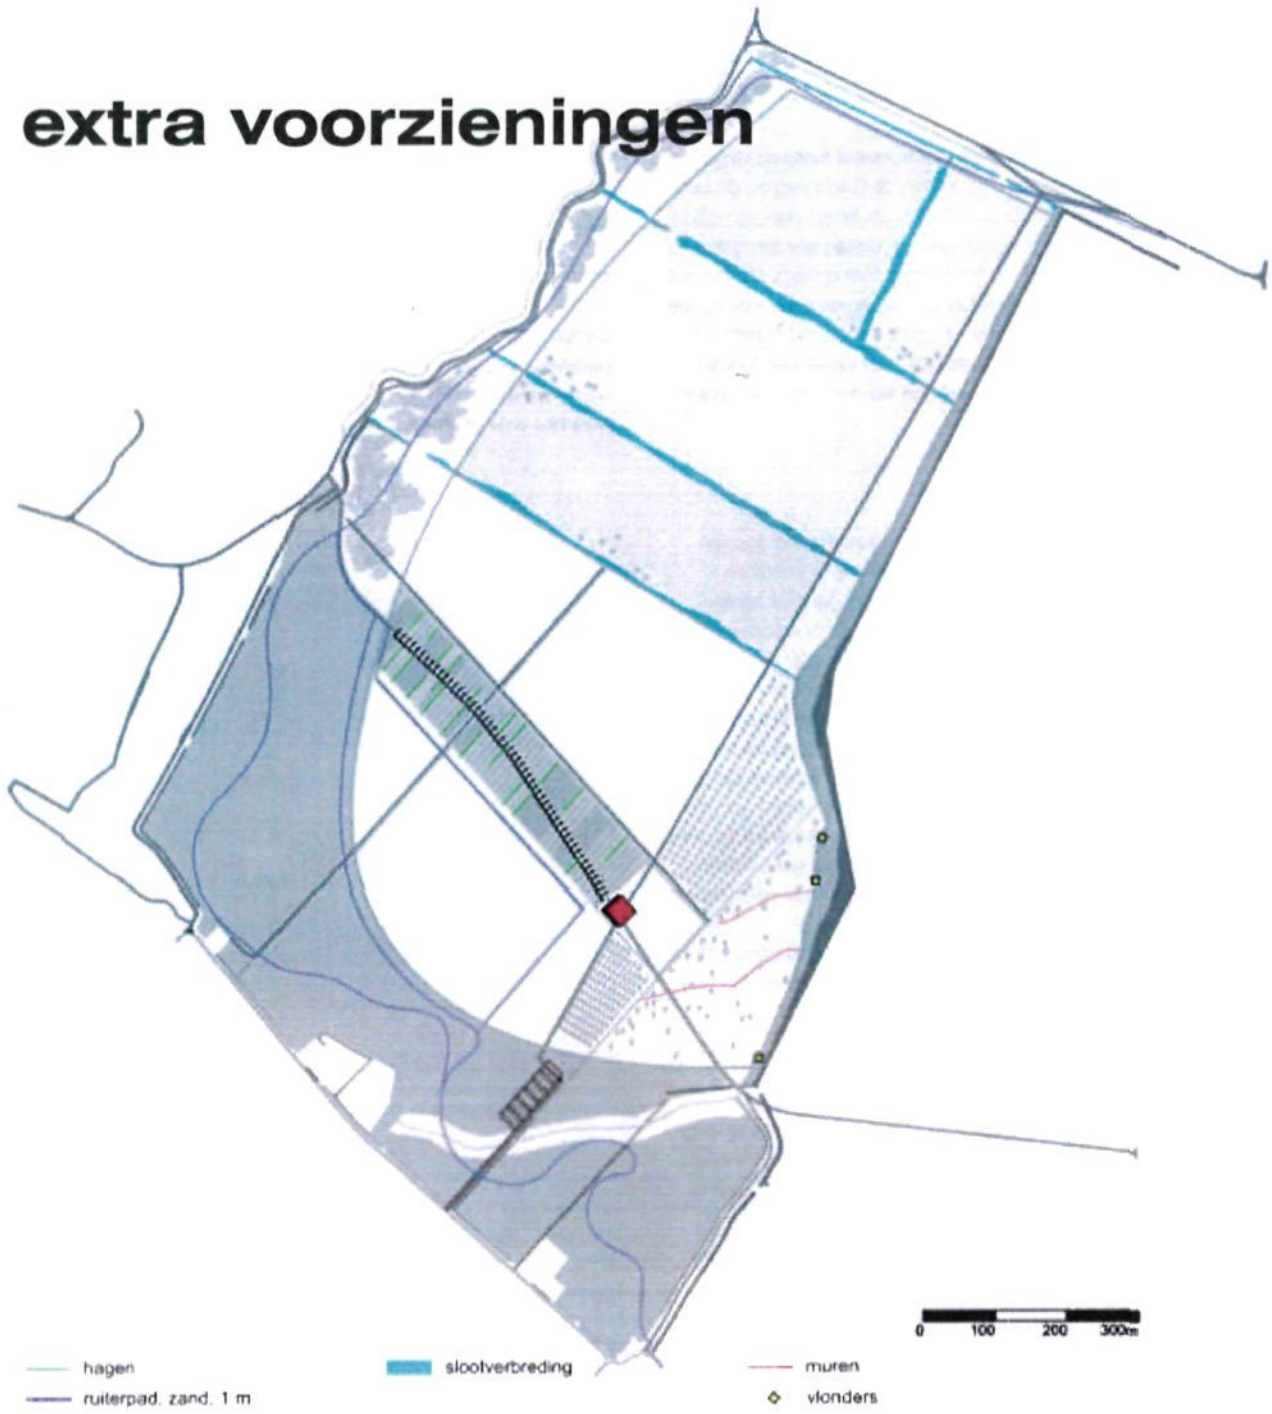 extra voorzieningen
0 100 200 300m
hagen
slootverbreding
muren
ruiterpad, zand, 1 m
vlonders